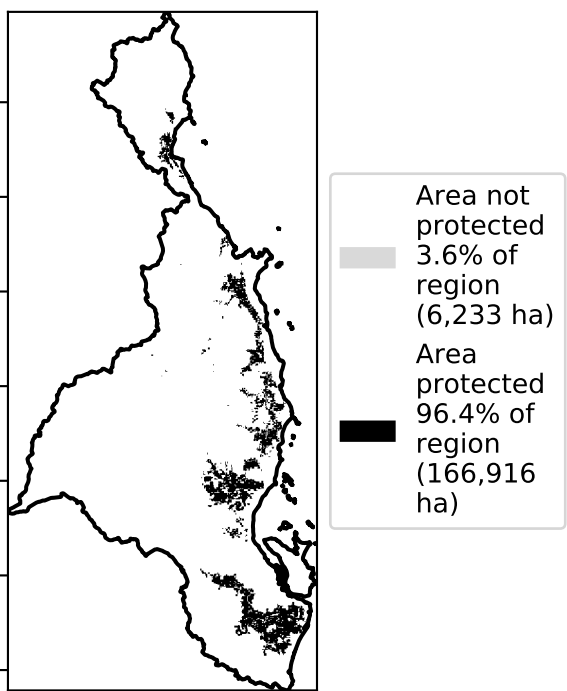 Area not
protected
3.6% of
region
(6,233 ha)
Area
protected
96.4% of
region
(166,916
ha)